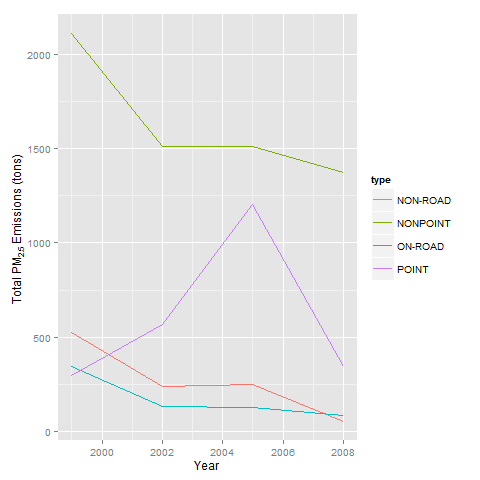 2000
1500
1000
500
0
Total PM2.5 Emissions (tons)
2000 2002 2004 2006 2008
Year
type
NON-ROAD
NONPOINT
ON-ROAD
POINT